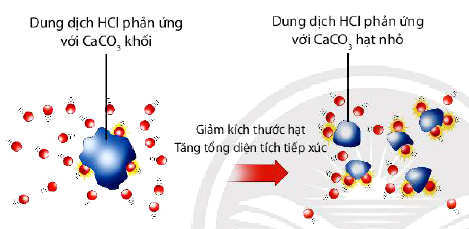 Dung dịch HCl phản ứng
với CaCO₃ khối
Dung dịch HCl phản ứng
với CaCO₃ hạt nhỏ
Giảm kích thước hạt
Tăng tổng diện tích tiếp xúc